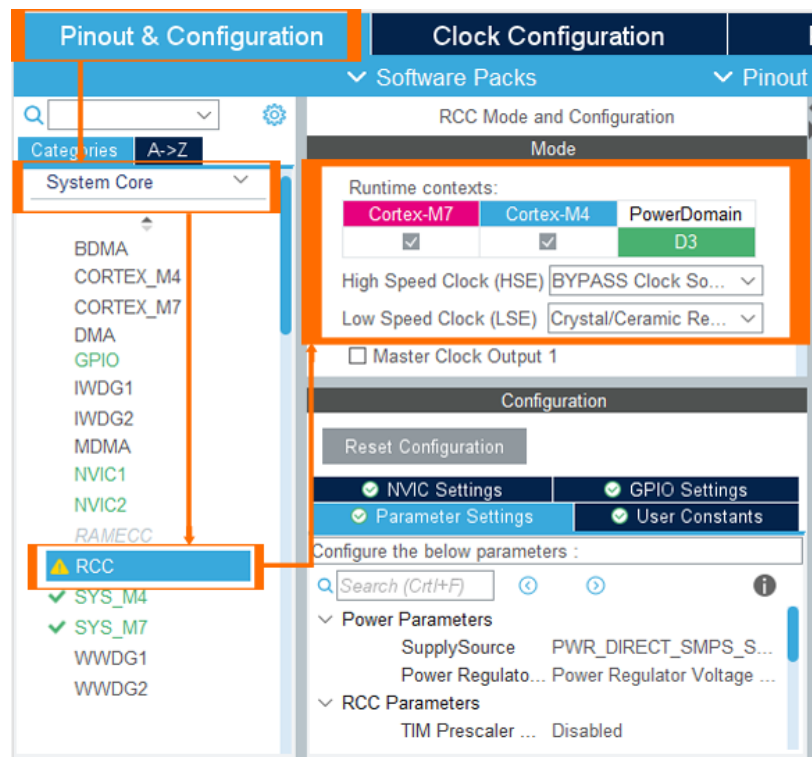 Pinout & Configuration
Clock Configuration
Software Packs
Pinout
Categories
A->Z
System Core
BDMA
CORTEX_M4
CORTEX_M7
DMA
GPIO
IWDG1
IWDG2
MDMA
NVIC1
NVIC2
RAMECC
RCC
SYS_M4
SYS_M7
WWDG1
WWDG2
RCC Mode and Configuration
Mode
Runtime contexts:
Cortex-M7 Cortex-M4 PowerDomain
D3
High Speed Clock (HSE) BYPASS Clock So...
Low Speed Clock (LSE) Crystal/Ceramic Re...
Master Clock Output 1
Configuration
Reset Configuration
NVIC Settings GPIO Settings
Parameter Settings User Constants
Configure the below parameters :
Search (Crtl+F)
Power Parameters
SupplySource PWR_DIRECT_SMPS_S...
Power Regulato... Power Regulator Voltage ...
RCC Parameters
TIM Prescaler ... Disabled